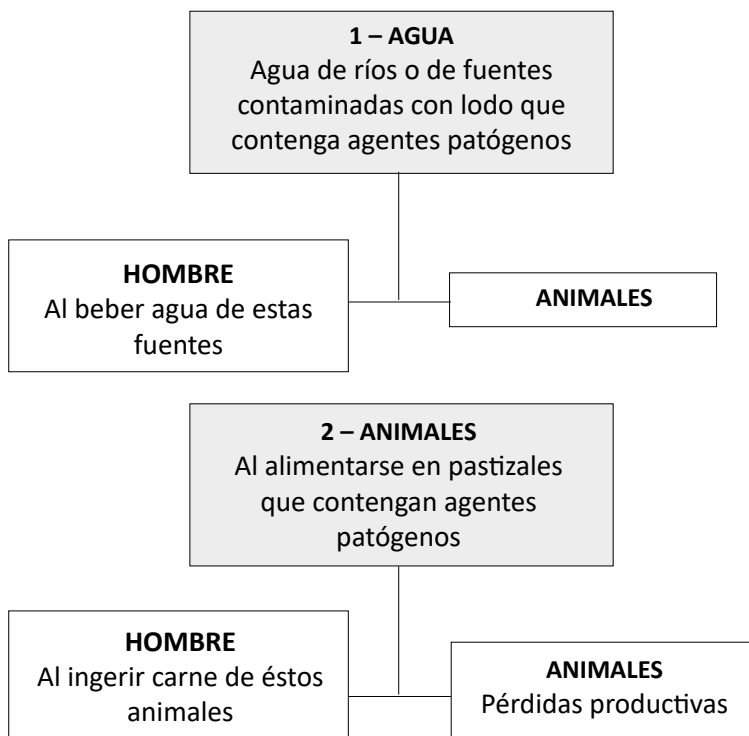 1 – AGUA
Agua de ríos o de fuentes
contaminadas con lodo que
contenga agentes patógenos
HOMBRE
Al beber agua de estas
fuentes
ANIMALES
2 – ANIMALES
Al alimentarse en pastizales
que contengan agentes
patógenos
HOMBRE
Al ingerir carne de éstos
animales
ANIMALES
Pérdidas productivas